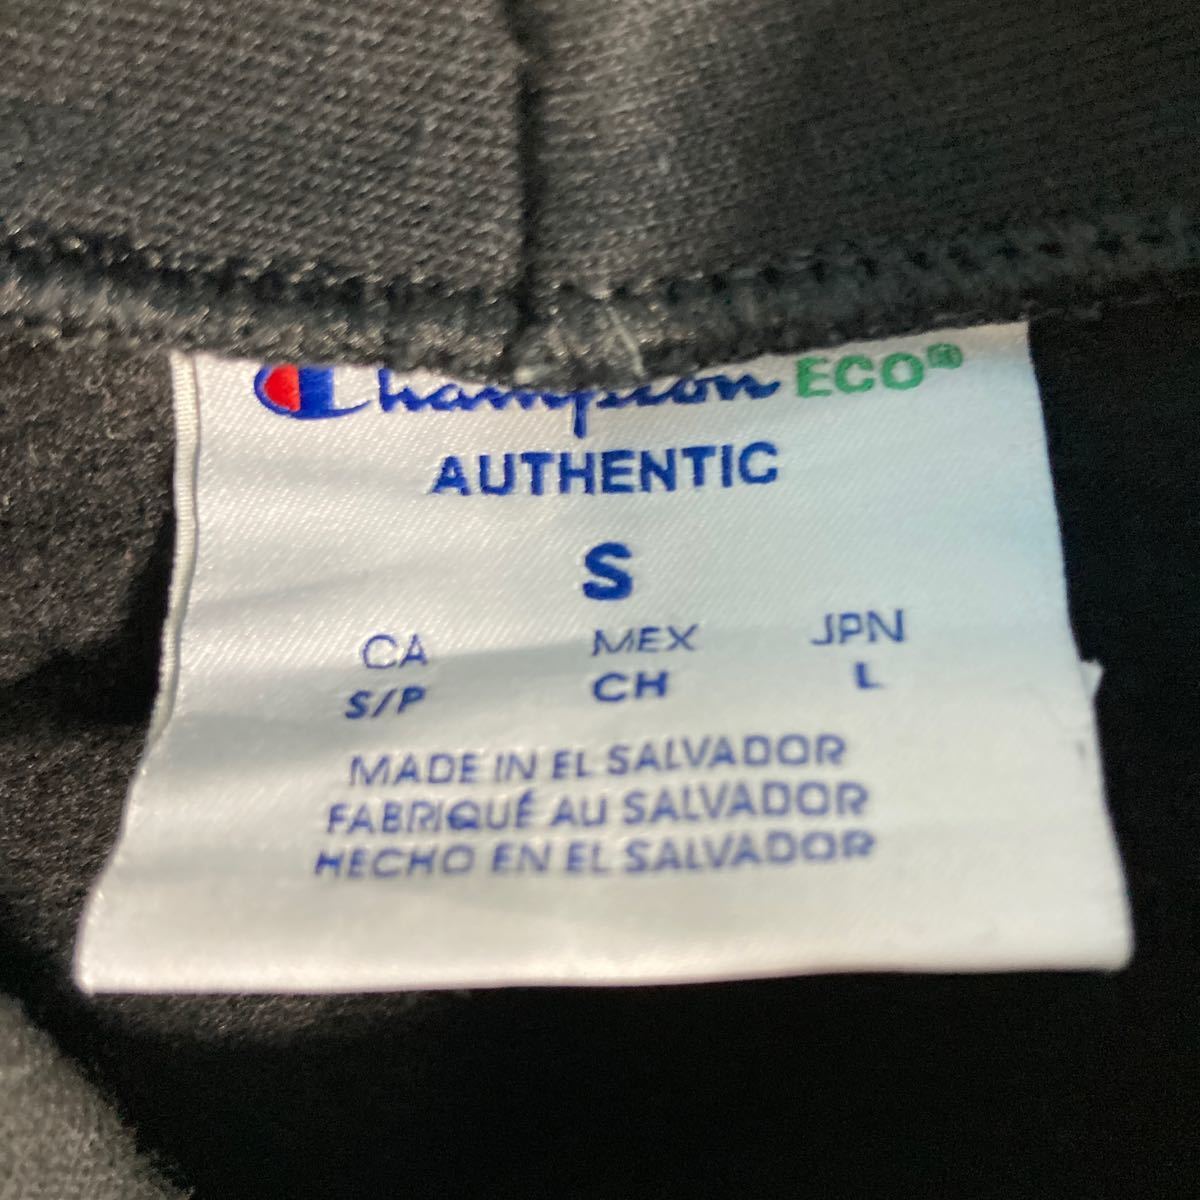 Champion ECO®
AUTHENTIC
S
CA MEX JPN
S/P CH L
MADE IN EL SALVADOR
FABRIQUÉ AU SALVADOR
HECHO EN EL SALVADOR